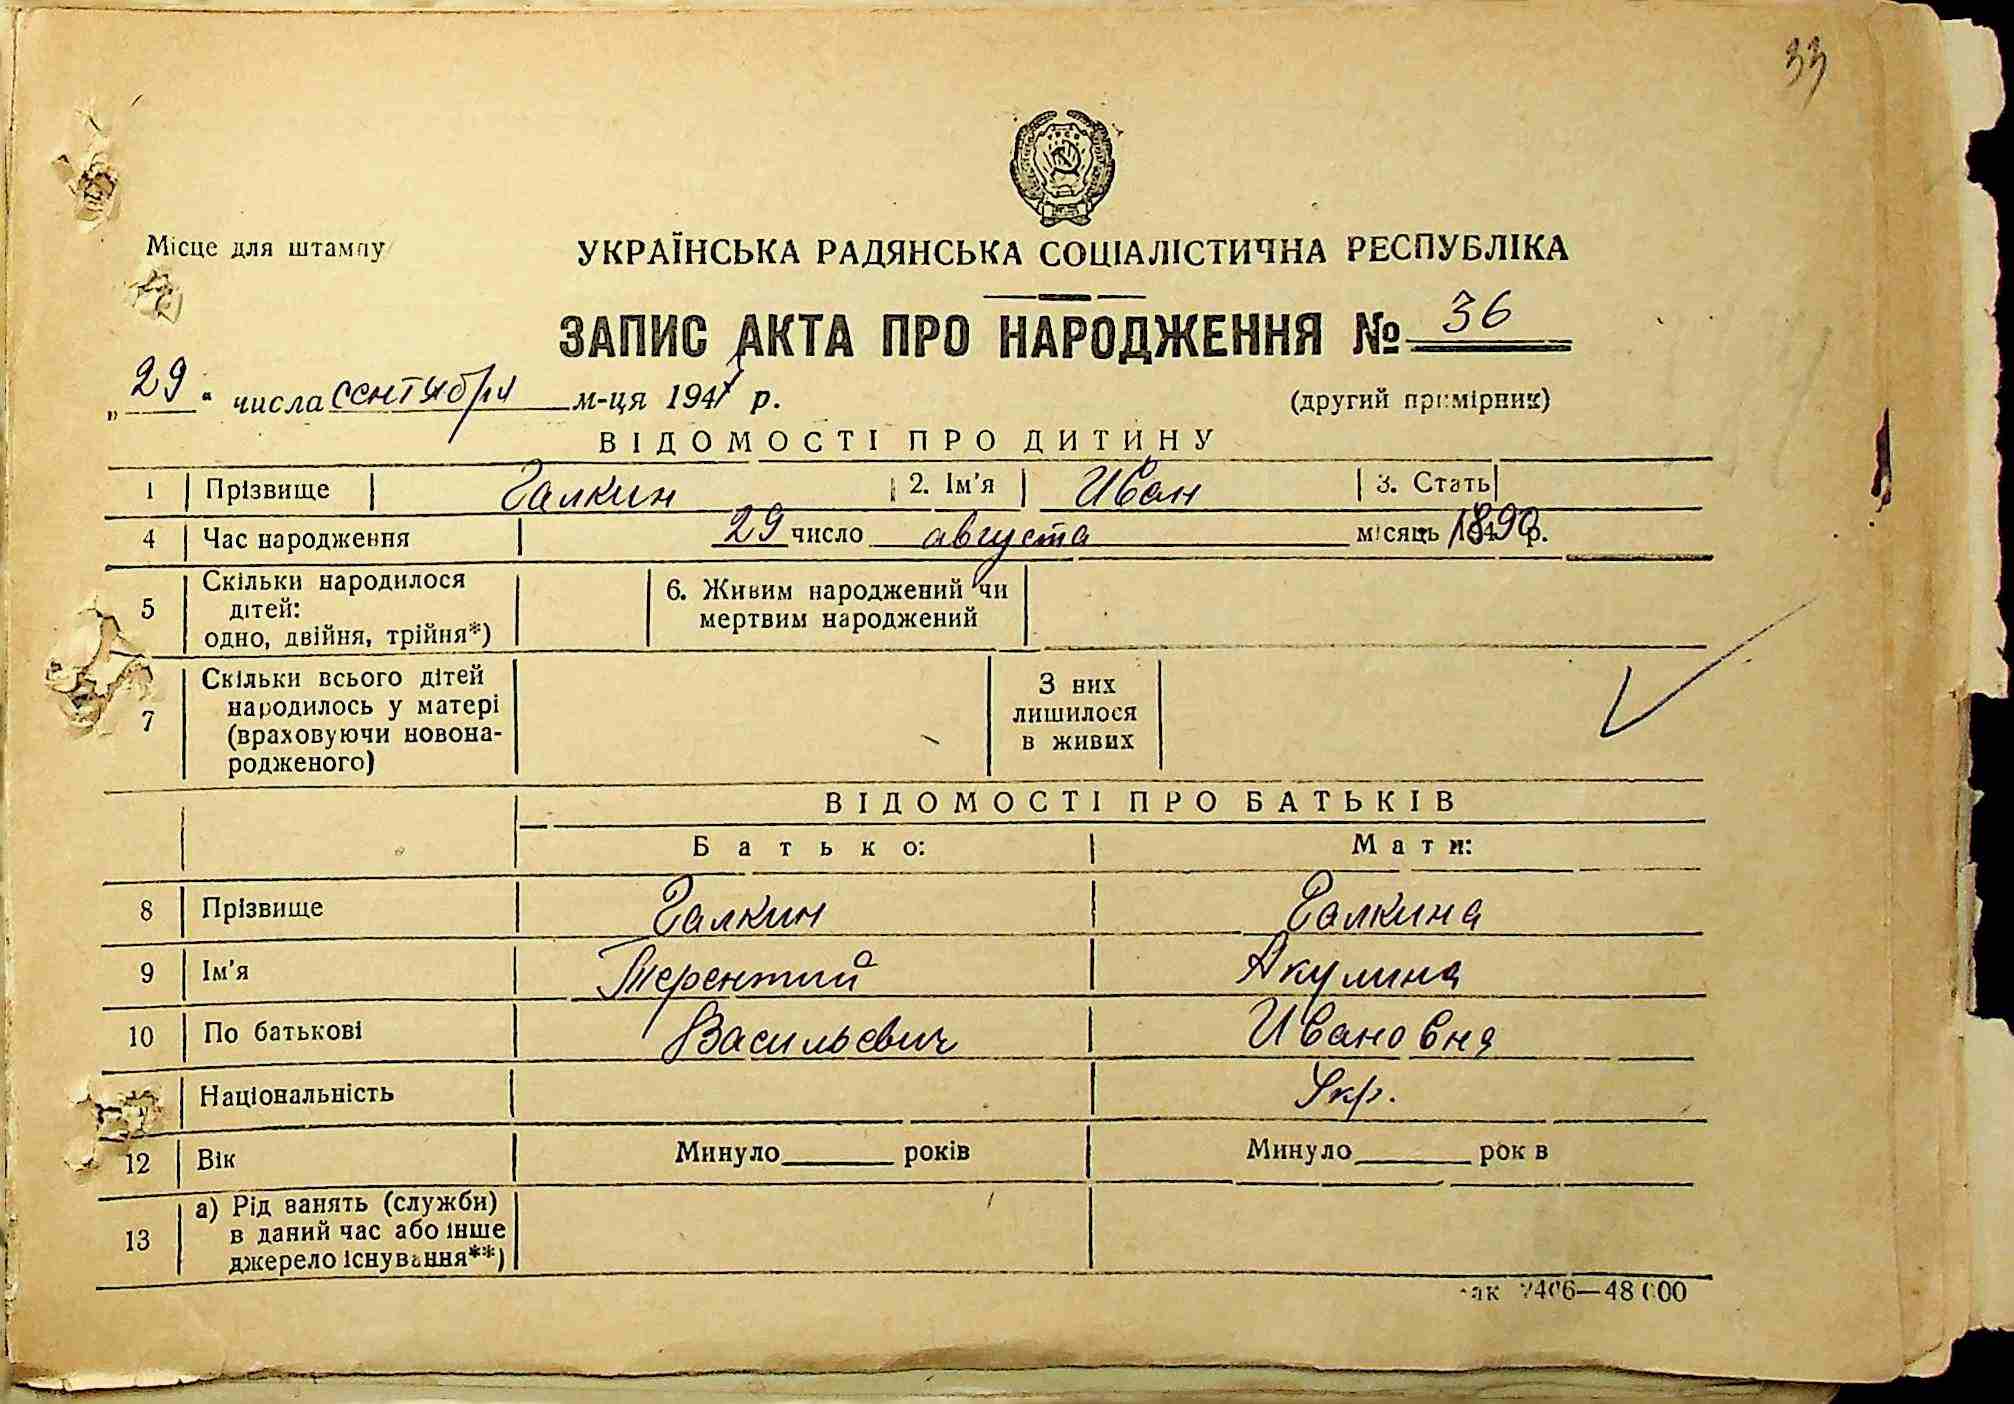 33
Місце для штампу
УКРАЇНСЬКА РАДЯНСЬКА СОЦІАЛІСТИЧНА РЕСПУБЛІКА
ЗАПИС АКТА ПРО НАРОДЖЕННЯ № 36
„29“ числа сентября м-ця 1947 р.
(другий примірник)
ВІДОМОСТІ ПРО ДИТИНУ
1 Прізвище Галкин 2. Ім'я Иван 3. Стать
4 Час народження 29 число августа місяць 1890 р.
5 Скільки народилося дітей: одно, двійня, трійня*)
6. Живим народжений чи мертвим народжений
7 Скільки всього дітей народилось у матері (враховуючи новона-родженого)
З них лишилося в живих
ВІДОМОСТІ ПРО БАТЬКІВ
Батько: Мати:
8 Прізвище Галкин Галкина
9 Ім'я Терентий Акулина
10 По батькові Васильевич Ивановна
Національність Укр.
12 Вік Минуло років Минуло рок в
13 а) Рід занять (служби) в даний час або інше джерело існування**)